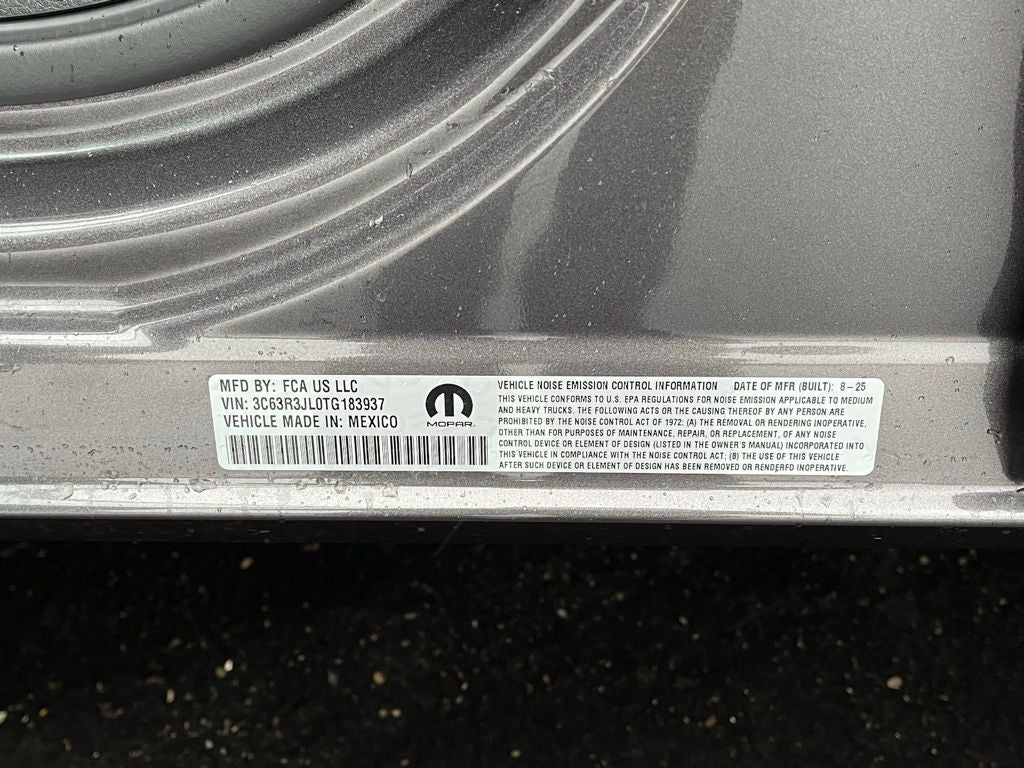 MFD BY: FCA US LLC
VIN: 3C63R3JL0TG183937
VEHICLE MADE IN: MEXICO
MOPAR
VEHICLE NOISE EMISSION CONTROL INFORMATION DATE OF MFR (BUILT): 8-25
THIS VEHICLE CONFORMS TO U.S. EPA REGULATIONS FOR NOISE EMISSION APPLICABLE TO MEDIUM
AND HEAVY TRUCKS. THE FOLLOWING ACTS OR THE CAUSING THEREOF BY ANY PERSON ARE
PROHIBITED BY THE NOISE CONTROL ACT OF 1972: (A) THE REMOVAL OR RENDERING INOPERATIVE,
OTHER THAN FOR PURPOSES OF MAINTENANCE, REPAIR, OR REPLACEMENT, OF ANY NOISE
CONTROL DEVICE OR ELEMENT OF DESIGN (LISTED IN THE OWNER'S MANUAL) INCORPORATED INTO
THIS VEHICLE IN COMPLIANCE WITH THE NOISE CONTROL ACT; (B) THE USE OF THIS VEHICLE
AFTER SUCH DEVICE OR ELEMENT OF DESIGN HAS BEEN REMOVED OR RENDERED INOPERATIVE.